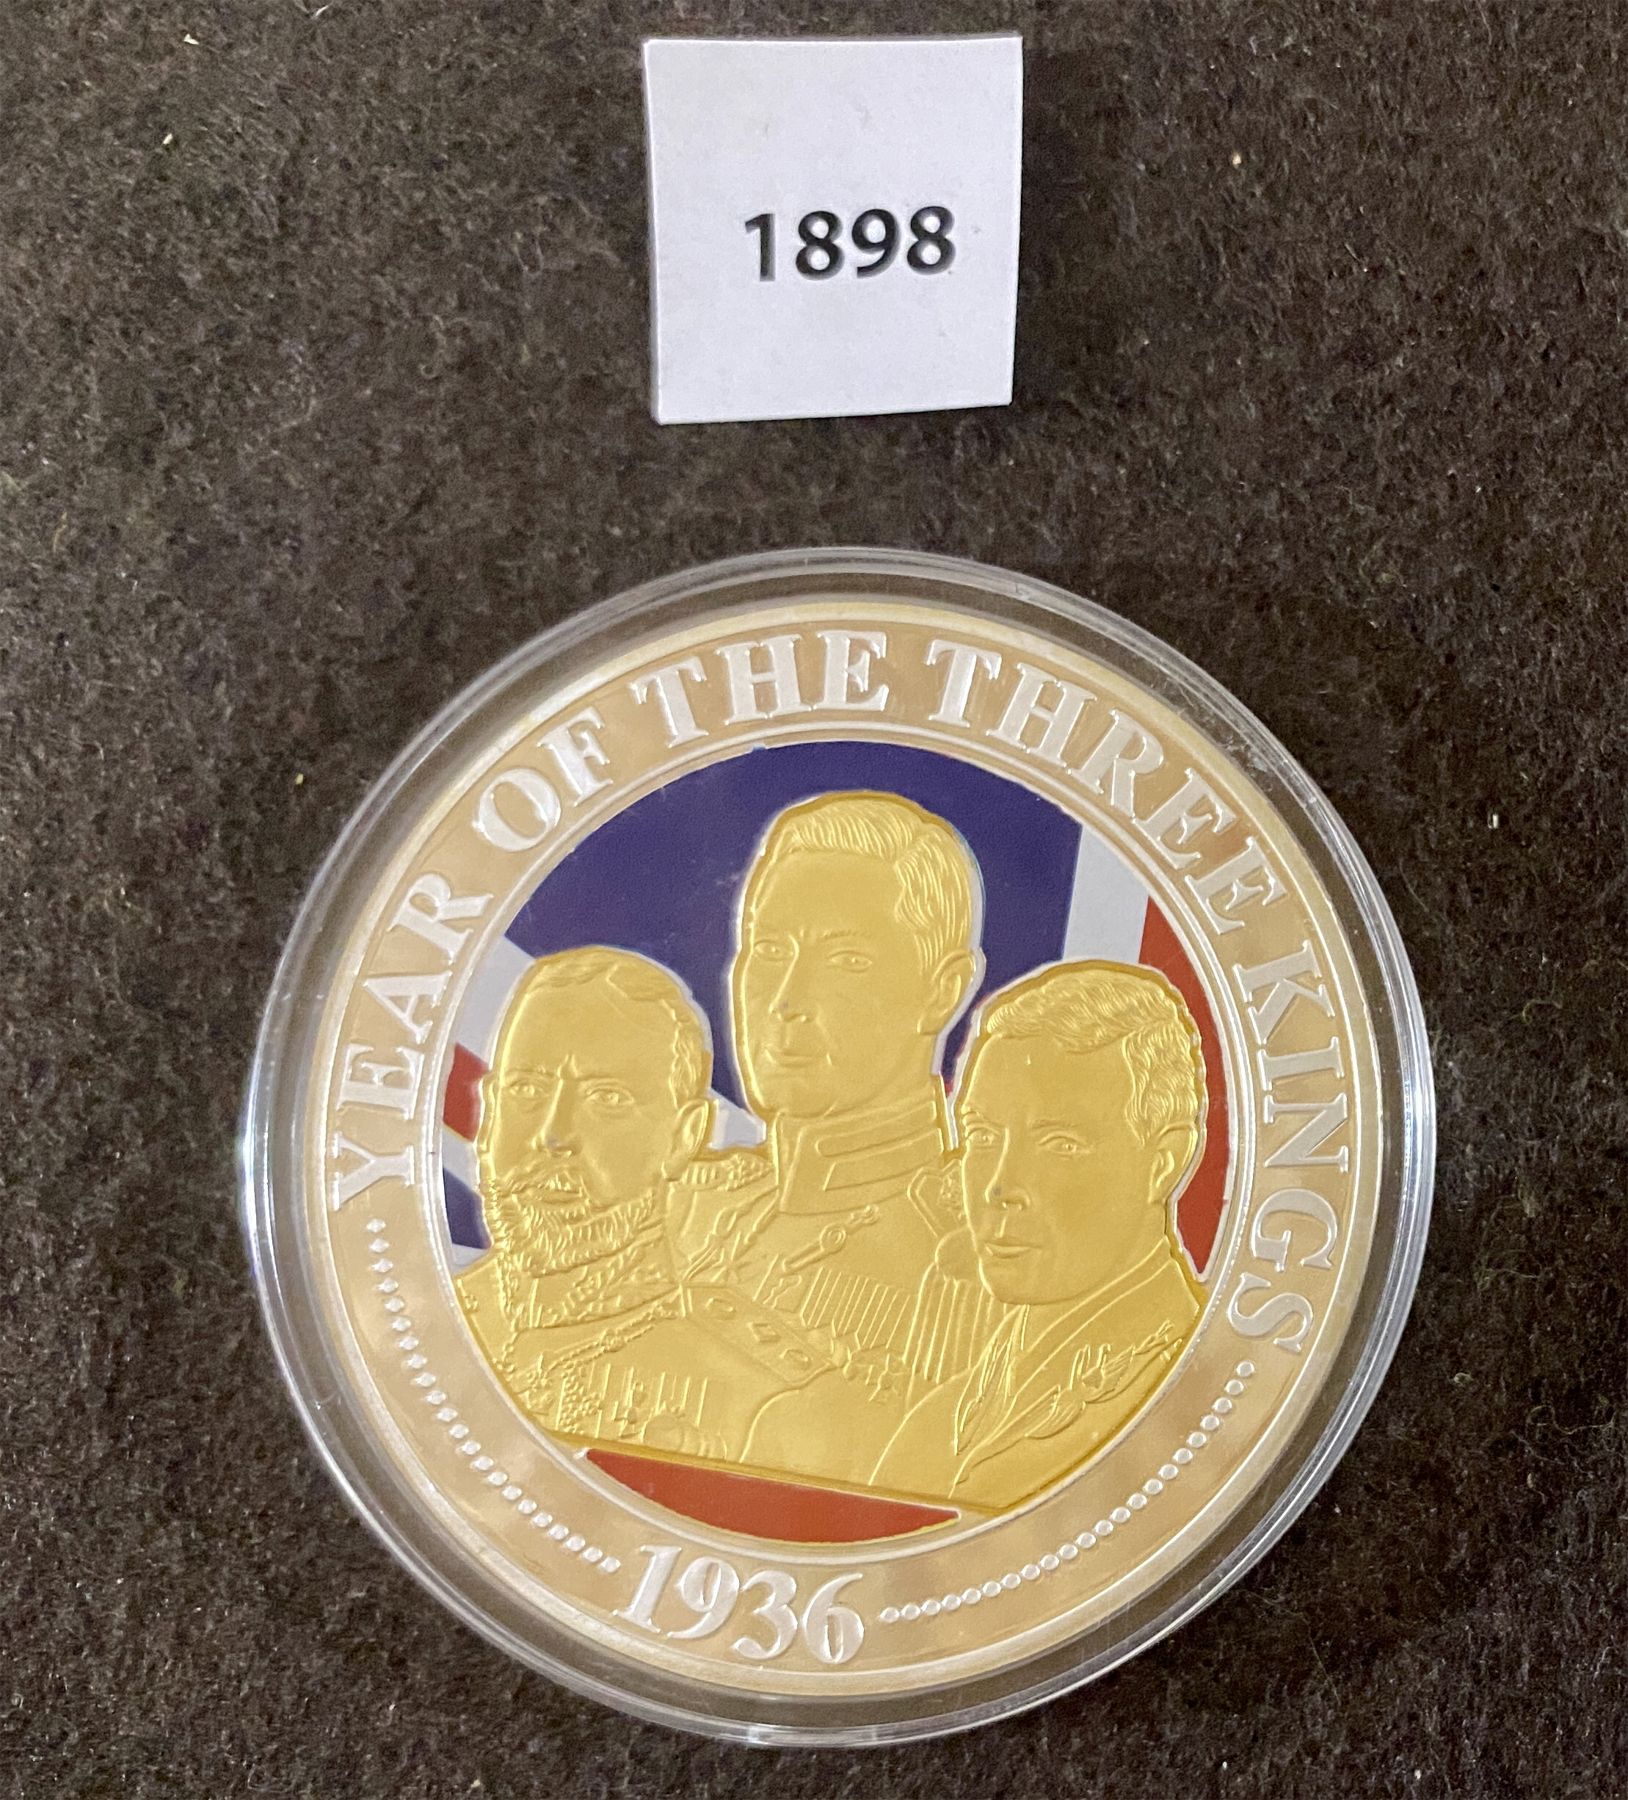 1898
YEAR OF THE THREE KINGS
1936